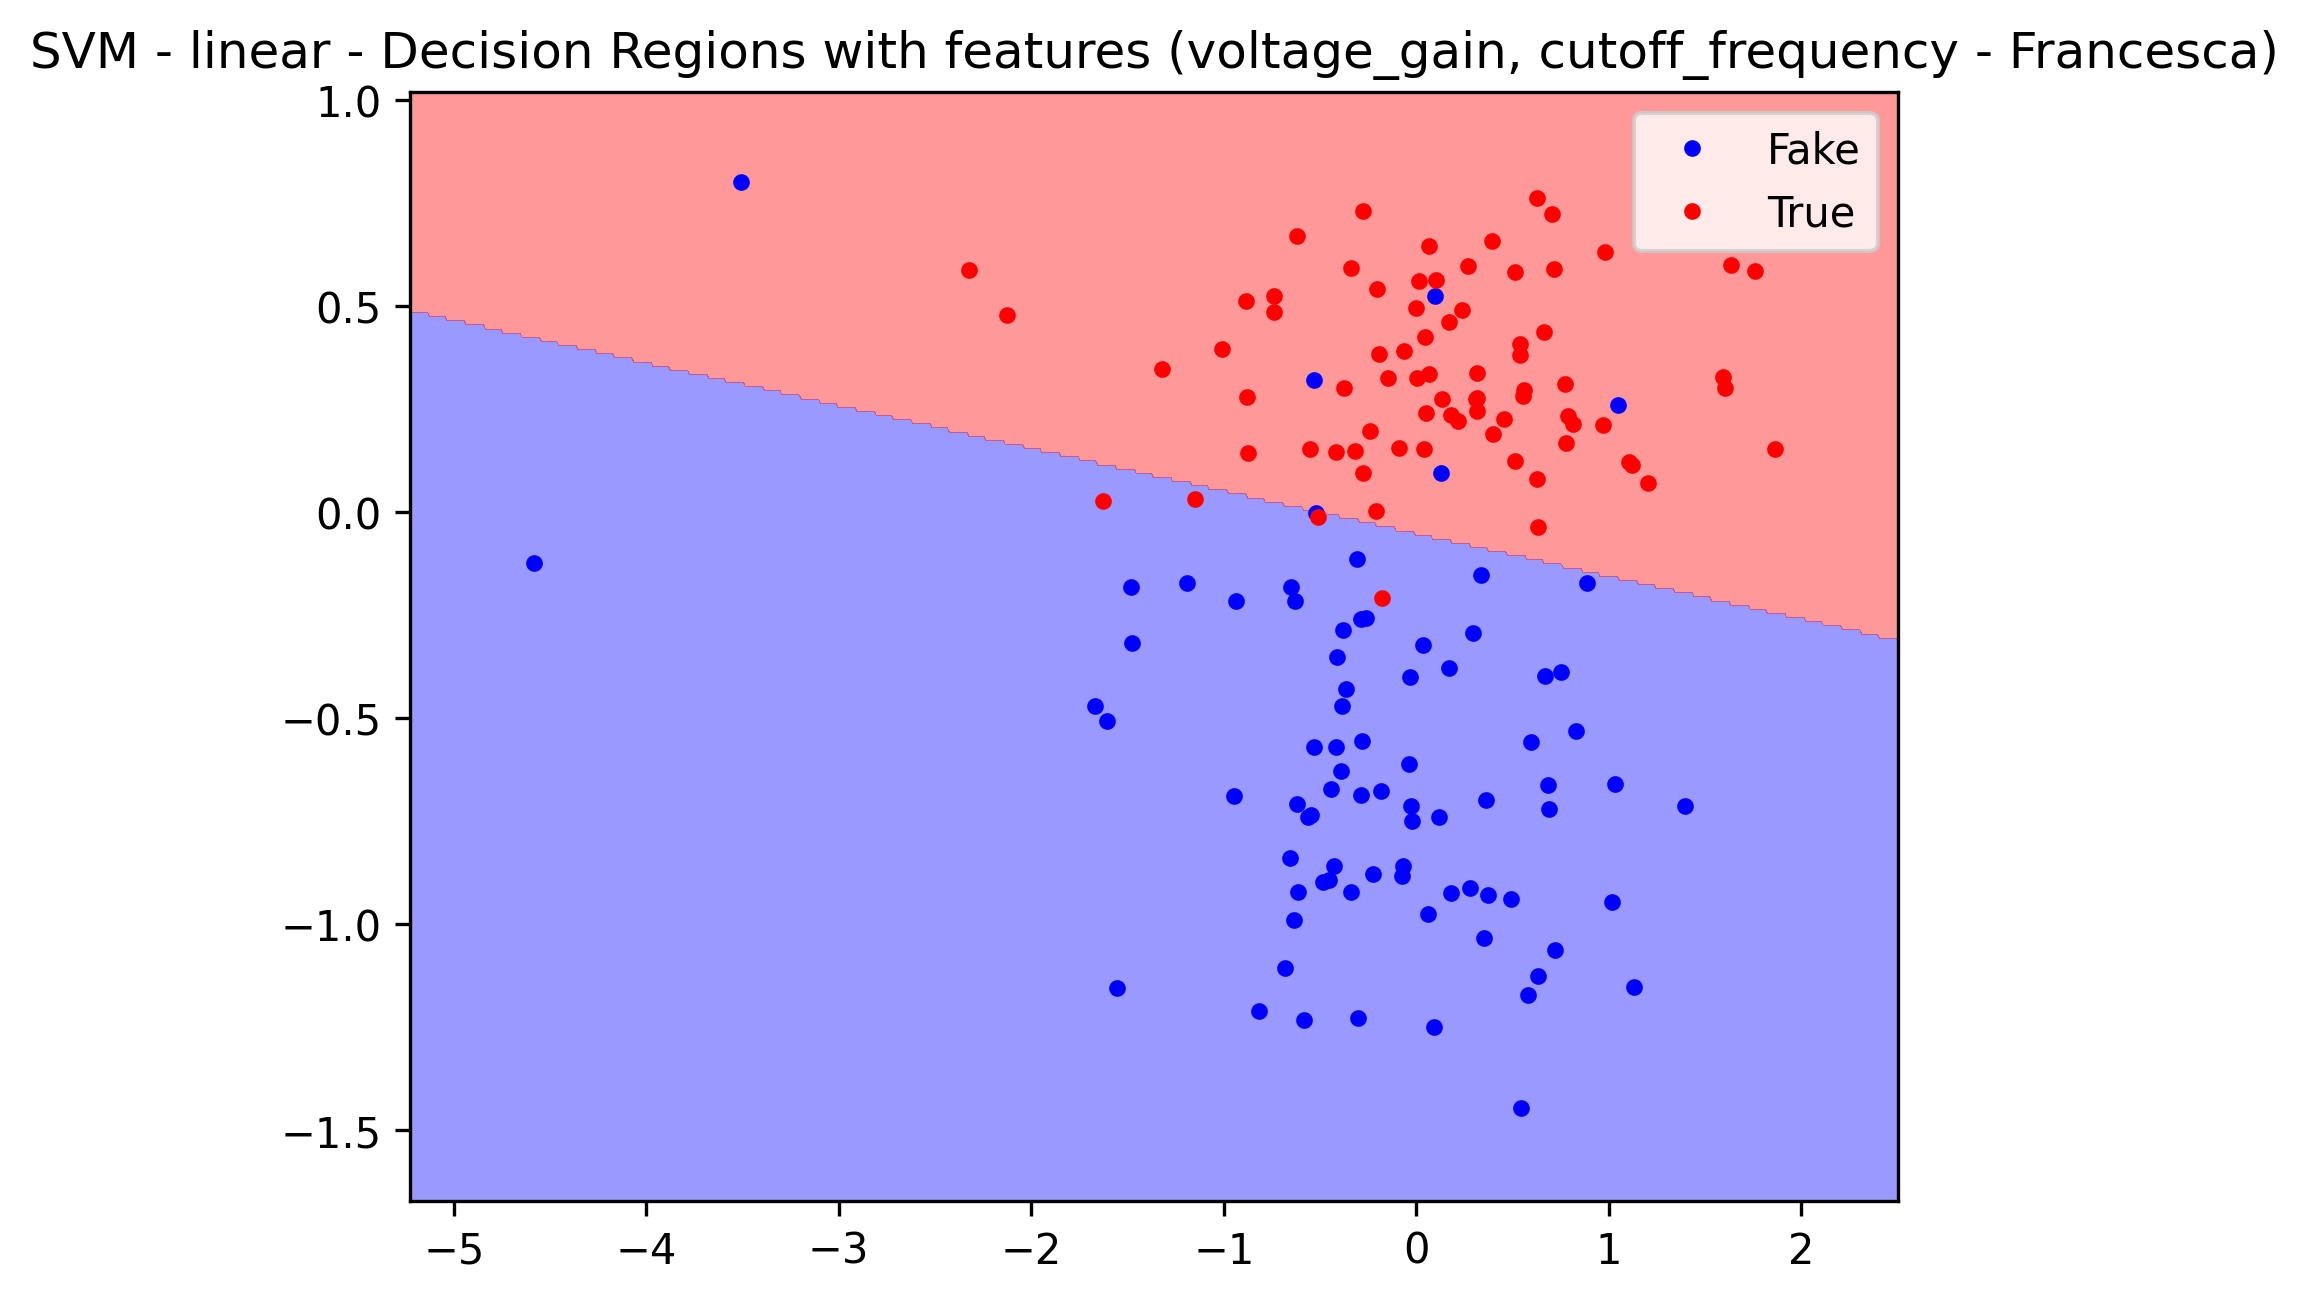 SVM - linear - Decision Regions with features (voltage_gain, cutoff_frequency - Francesca)
Fake
True
1.0
0.5
0.0
−0.5
−1.0
−1.5
−5 −4 −3 −2 −1 0 1 2